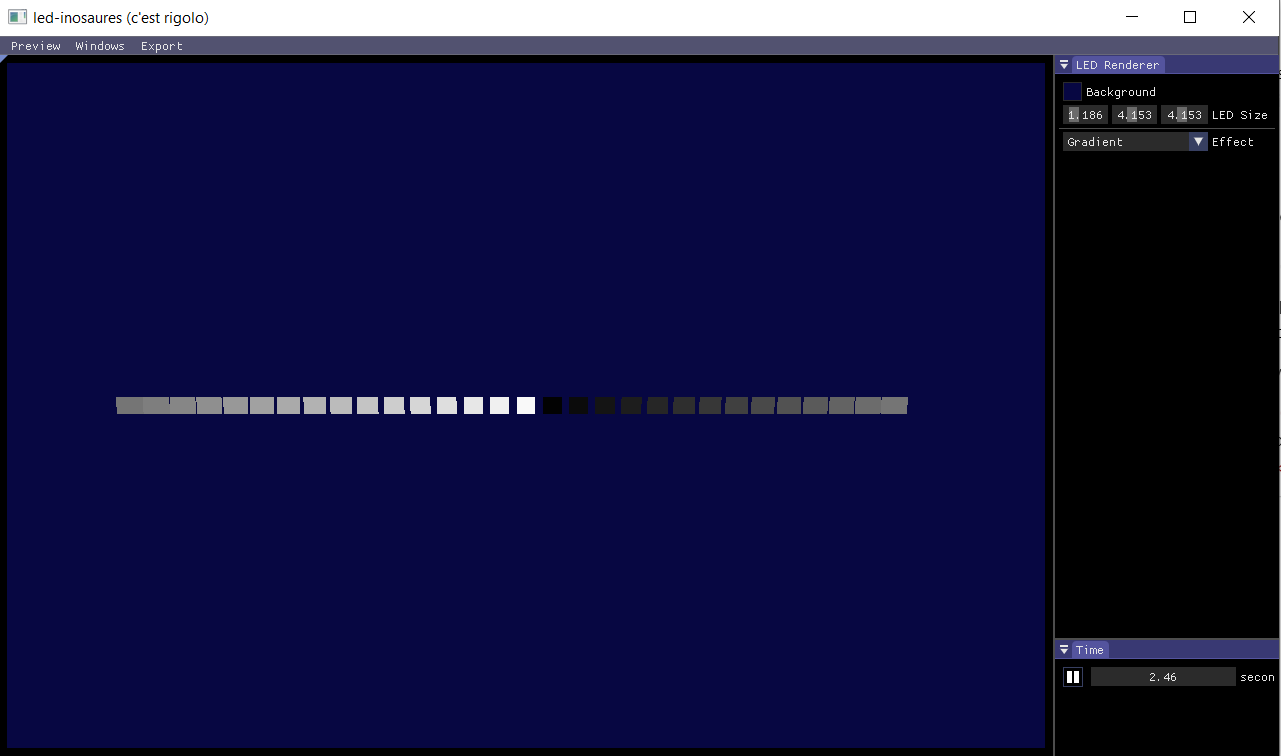 led-inosaures (c'est rigolo)
Preview Windows Export
LED Renderer
Background
1.186 4.153 4.153 LED Size
Gradient Effect
Time
2.46 secon